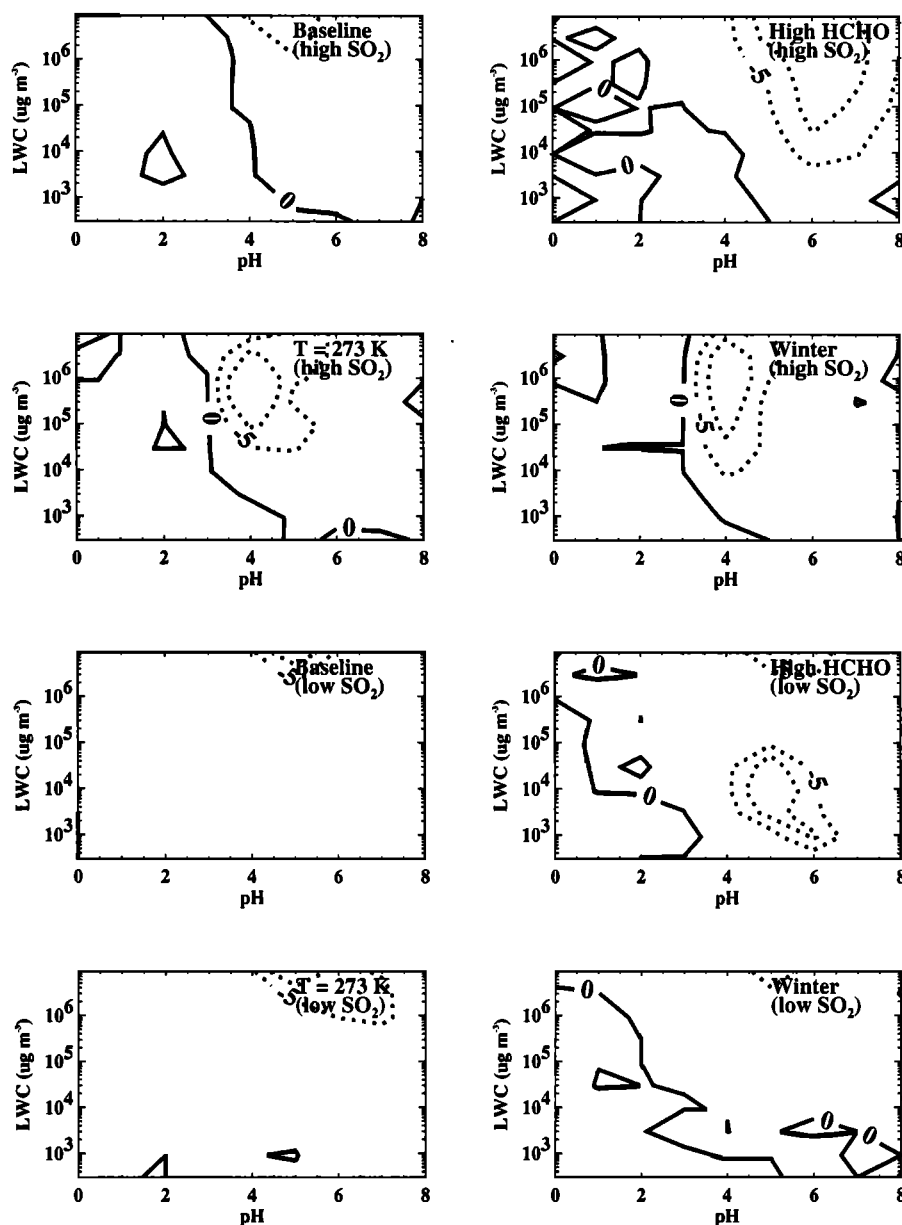 Baseline
(high SO2)
LWC (ug m-3)
10^6
10^5
10^4
10^3
0
0 2 4 6 8
pH
High HCHO
(high SO2)
LWC (ug m-3)
10^6
10^5
10^4
10^3
-5
0
0
0 2 4 6 8
pH
T = 273 K
(high SO2)
LWC (ug m-3)
10^6
10^5
10^4
10^3
0
-5
0
0 2 4 6 8
pH
Winter
(high SO2)
LWC (ug m-3)
10^6
10^5
10^4
10^3
0
-5
0 2 4 6 8
pH
Baseline
(low SO2)
LWC (ug m-3)
10^6
10^5
10^4
10^3
-5
0 2 4 6 8
pH
High HCHO
(low SO2)
LWC (ug m-3)
10^6
10^5
10^4
10^3
0
-5
0
0 2 4 6 8
pH
T = 273 K
(low SO2)
LWC (ug m-3)
10^6
10^5
10^4
10^3
-5
0 2 4 6 8
pH
Winter
(low SO2)
LWC (ug m-3)
10^6
10^5
10^4
10^3
0
0
0
0 2 4 6 8
pH